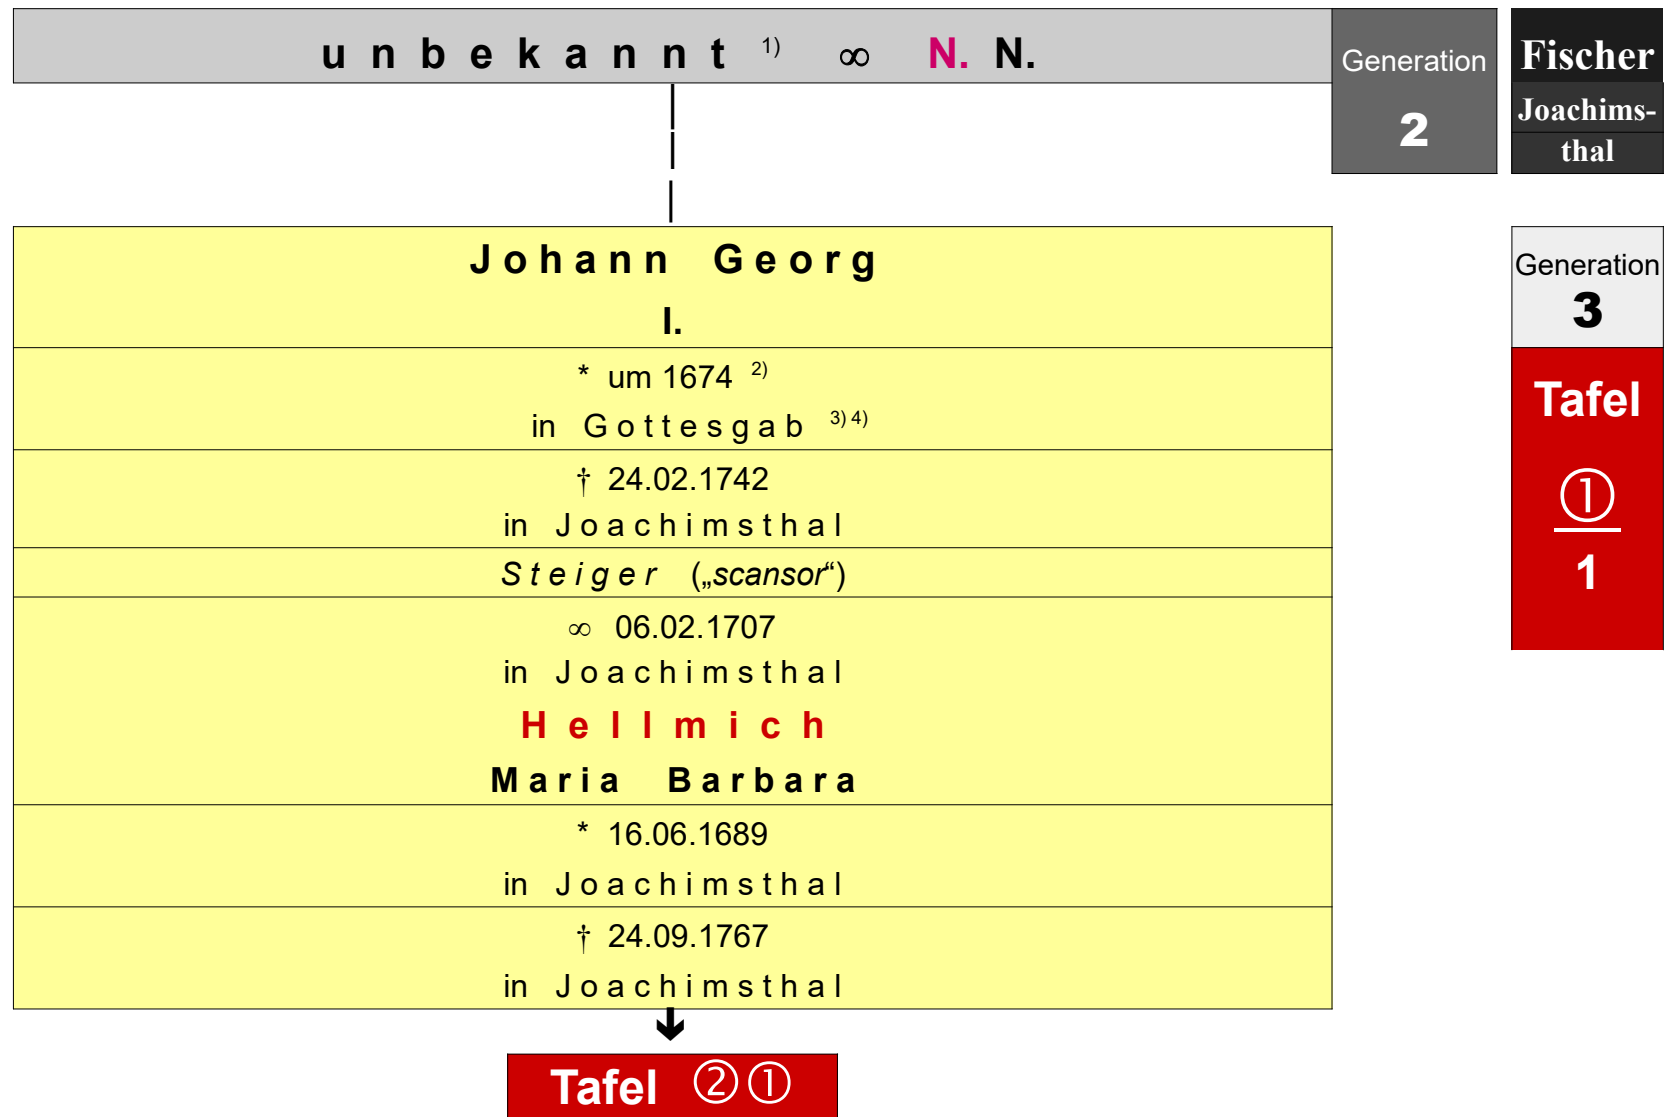 unbekannt 1) ∞ N. N.
Generation
2
Fischer
Joachims-
thal
Johann Georg
I.
* um 1674 2)
in Gottesgab 3) 4)
† 24.02.1742
in Joachimsthal
Steiger („scansor“)
∞ 06.02.1707
in Joachimsthal
Hellmich
Maria Barbara
* 16.06.1689
in Joachimsthal
† 24.09.1767
in Joachimsthal
Generation
3
Tafel
①
1
Tafel ②①